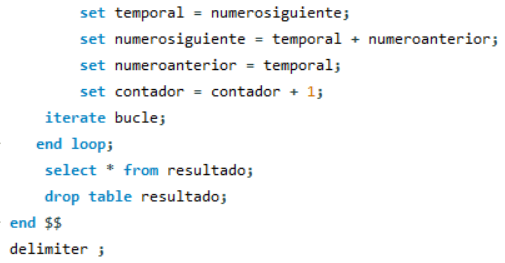 set temporal = numerosiguiente;
set numerosiguiente = temporal + numeroanterior;
set numeroanterior = temporal;
set contador = contador + 1;
iterate bucle;
end loop;
select * from resultado;
drop table resultado;
end $$
delimiter ;